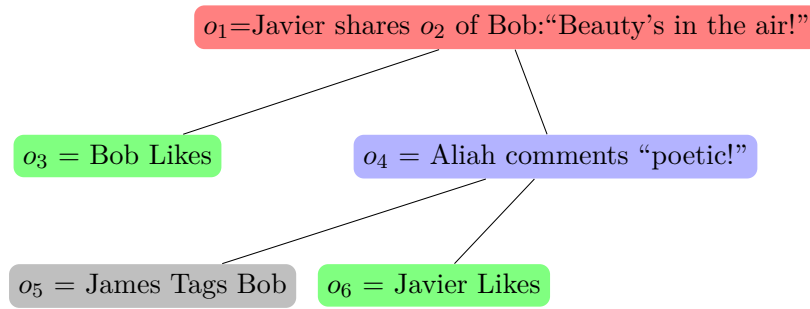 o₁=Javier shares o₂ of Bob:“Beauty's in the air!”
o₃ = Bob Likes
o₄ = Aliah comments “poetic!”
o₅ = James Tags Bob
o₆ = Javier Likes